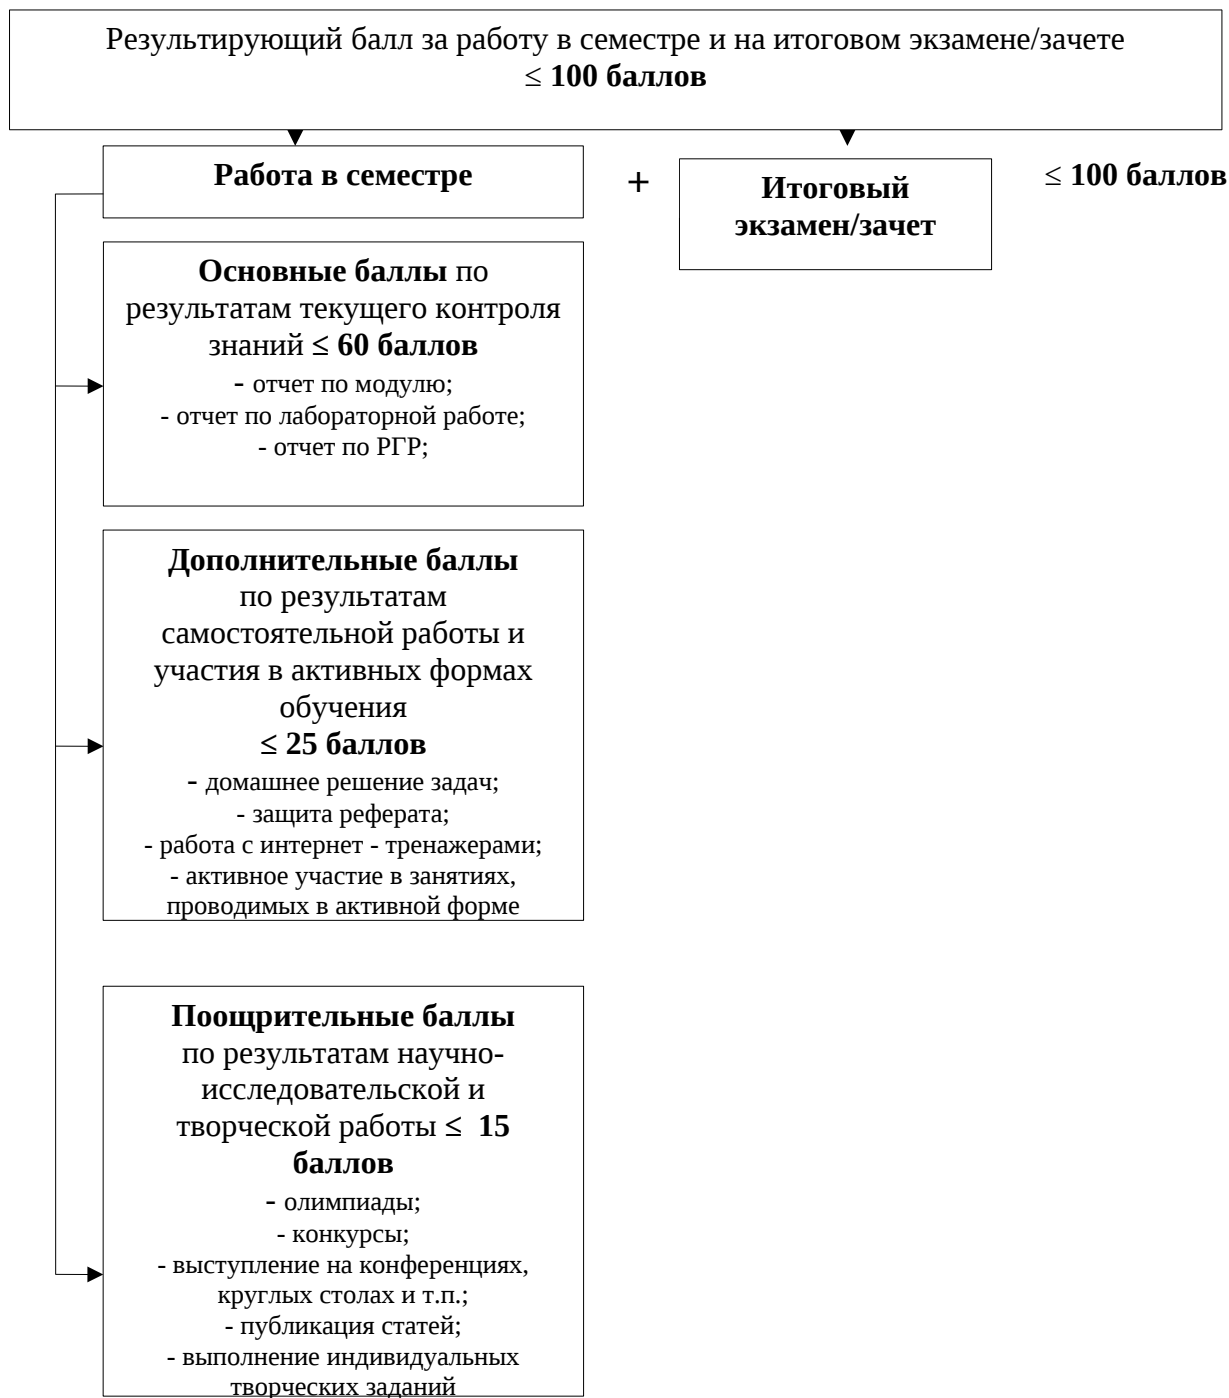 Результирующий балл за работу в семестре и на итоговом экзамене/зачете
≤ 100 баллов
Работа в семестре
+
Итоговый
экзамен/зачет
≤ 100 баллов
Основные баллы по
результатам текущего контроля
знаний ≤ 60 баллов
- отчет по модулю;
- отчет по лабораторной работе;
- отчет по РГР;
Дополнительные баллы
по результатам
самостоятельной работы и
участия в активных формах
обучения
≤ 25 баллов
- домашнее решение задач;
- защита реферата;
- работа с интернет - тренажерами;
- активное участие в занятиях,
проводимых в активной форме
Поощрительные баллы
по результатам научно-
исследовательской и
творческой работы ≤ 15
баллов
- олимпиады;
- конкурсы;
- выступление на конференциях,
круглых столах и т.п.;
- публикация статей;
- выполнение индивидуальных
творческих заданий